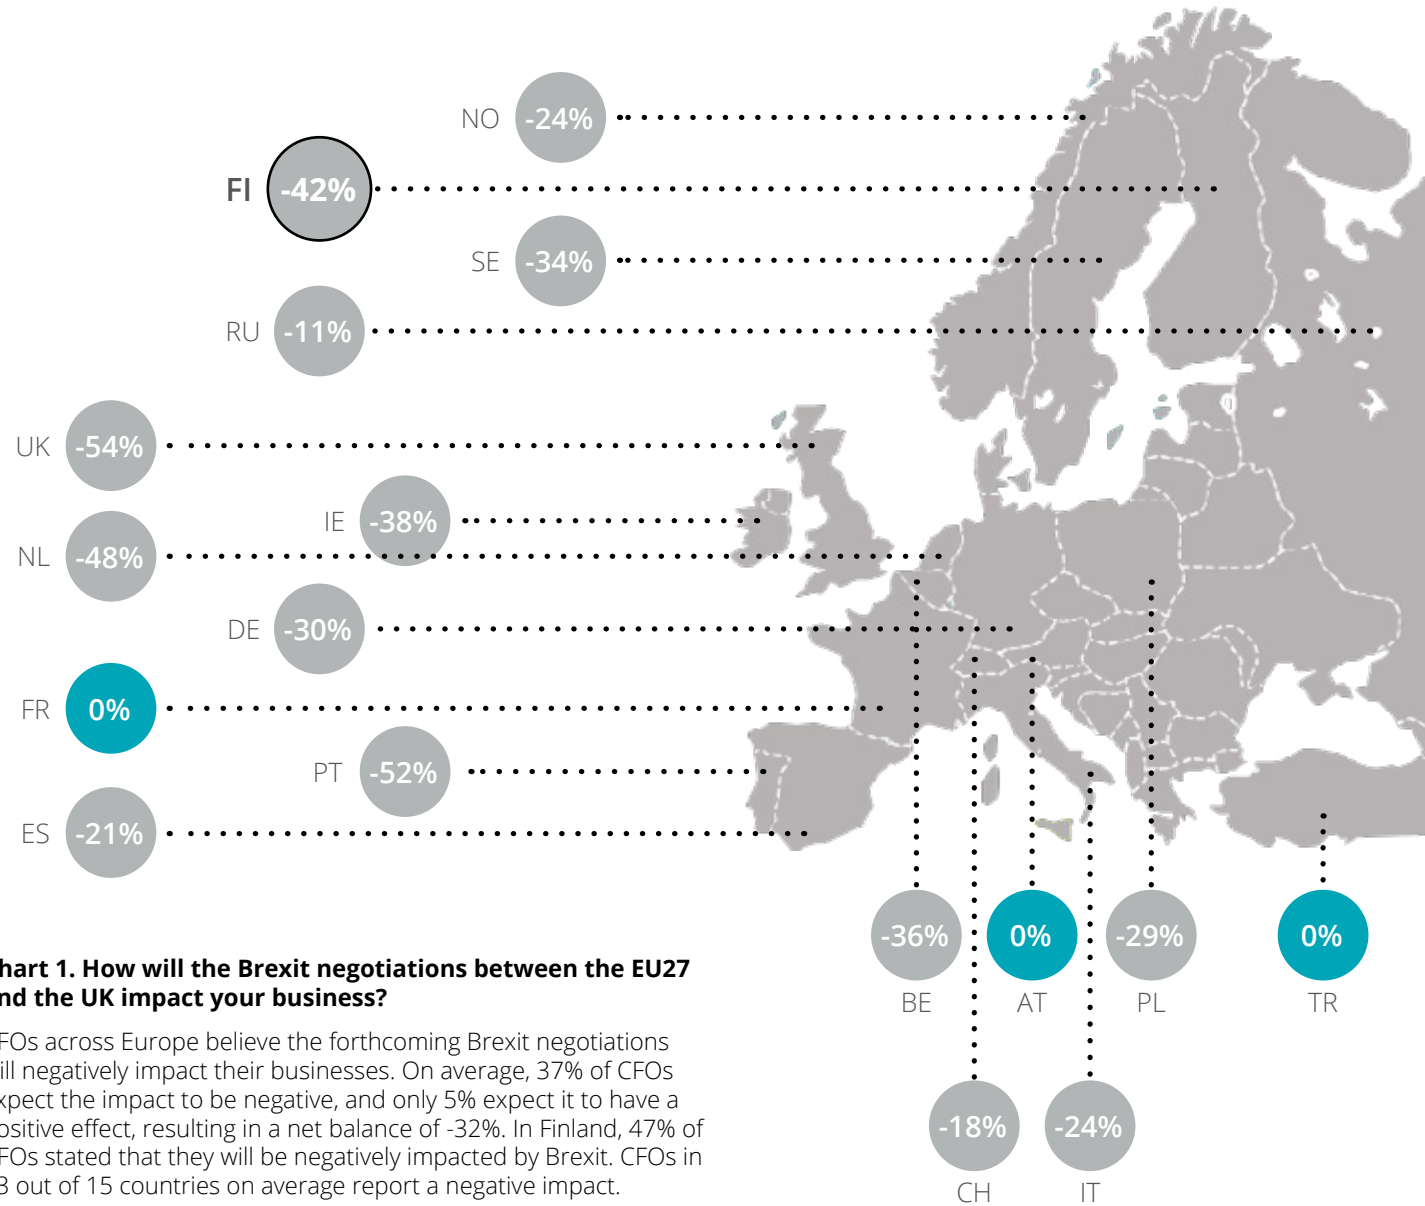 NO -24%
FI -42%
SE -34%
RU -11%
UK -54%
IE -38%
NL -48%
DE -30%
FR 0%
PT -52%
ES -21%
-36% 0% -29% 0%
BE AT PL TR
-18% -24%
CH IT
hart 1. How will the Brexit negotiations between the EU27
nd the UK impact your business?
FOs across Europe believe the forthcoming Brexit negotiations
ill negatively impact their businesses. On average, 37% of CFOs
xpect the impact to be negative, and only 5% expect it to have a
ositive effect, resulting in a net balance of -32%. In Finland, 47% of
FOs stated that they will be negatively impacted by Brexit. CFOs in
3 out of 15 countries on average report a negative impact.